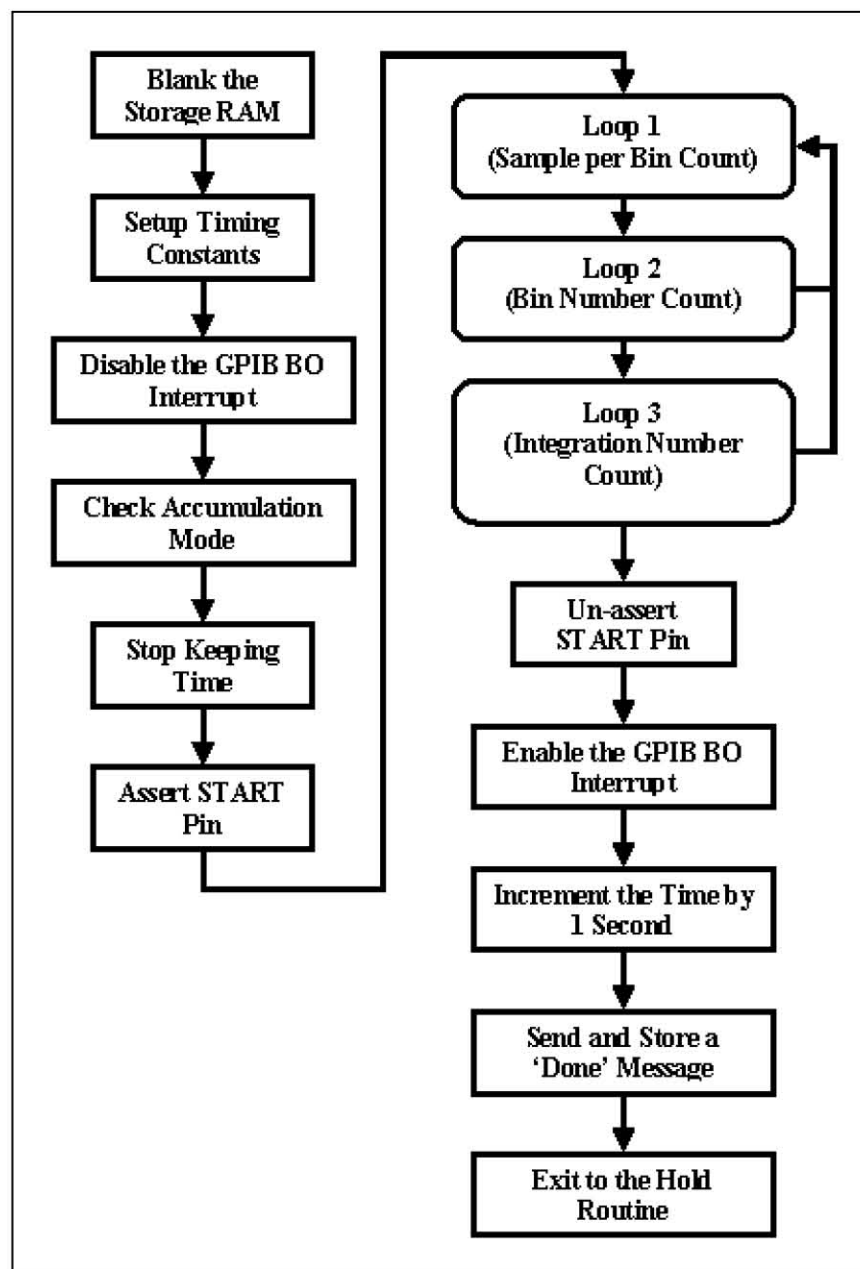 Blank the
Storage RAM
Setup Timing
Constants
Disable the GPIB BO
Interrupt
Check Accumulation
Mode
Stop Keeping
Time
Assert START
Pin
Loop 1
(Sample per Bin Count)
Loop 2
(Bin Number Count)
Loop 3
(Integration Number
Count)
Un-assert
START Pin
Enable the GPIB BO
Interrupt
Increment the Time by
1 Second
Send and Store a
‘Done’ Message
Exit to the Hold
Routine